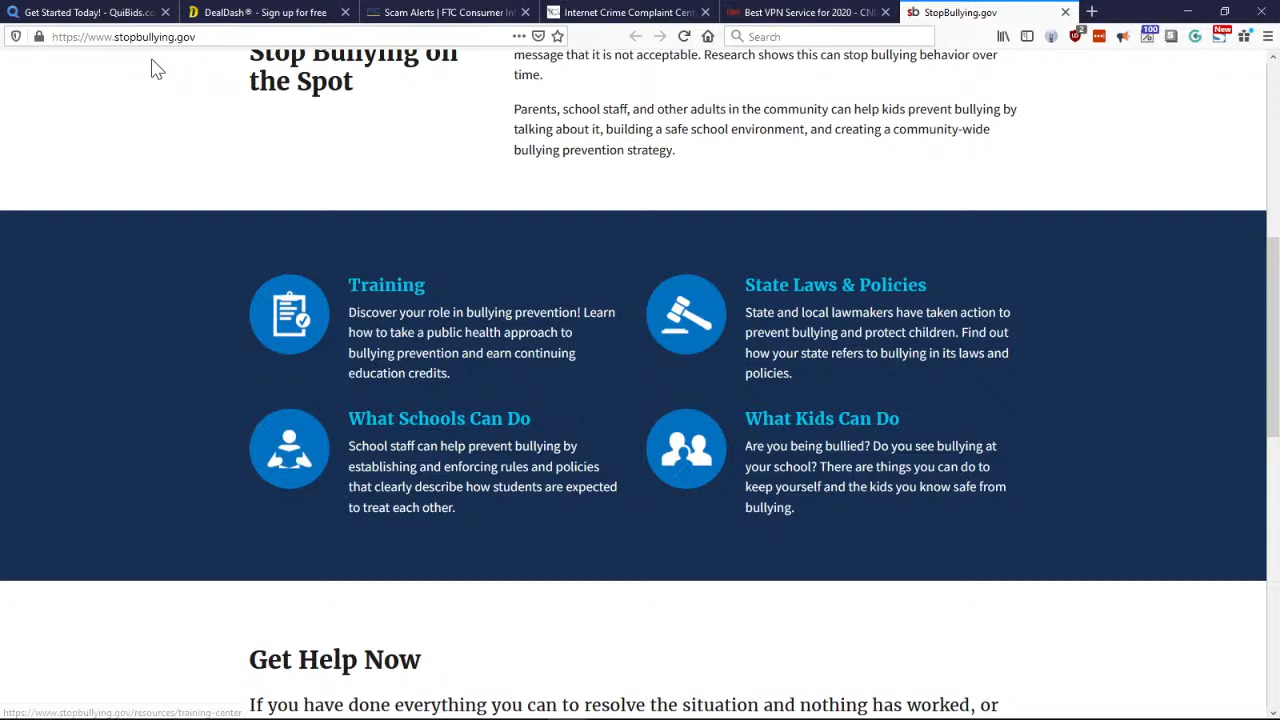 Get Started Today! - QuiBids.co
DealDash® - Sign up for free
Scam Alerts | FTC Consumer In
Internet Crime Complaint Cent
Best VPN Service for 2020 - CN
sb StopBullying.gov
https://www.stopbullying.gov
Search
2
100
New
Stop Bullying on
the Spot
message that it is not acceptable. Research shows this can stop bullying behavior over
time.
Parents, school staff, and other adults in the community can help kids prevent bullying by
talking about it, building a safe school environment, and creating a community-wide
bullying prevention strategy.
Training
Discover your role in bullying prevention! Learn
how to take a public health approach to
bullying prevention and earn continuing
education credits.
State Laws & Policies
State and local lawmakers have taken action to
prevent bullying and protect children. Find out
how your state refers to bullying in its laws and
policies.
What Schools Can Do
School staff can help prevent bullying by
establishing and enforcing rules and policies
that clearly describe how students are expected
to treat each other.
What Kids Can Do
Are you being bullied? Do you see bullying at
your school? There are things you can do to
keep yourself and the kids you know safe from
bullying.
Get Help Now
If you have done everything you can to resolve the situation and nothing has worked, or
https://www.stopbullying.gov/resources/training-center